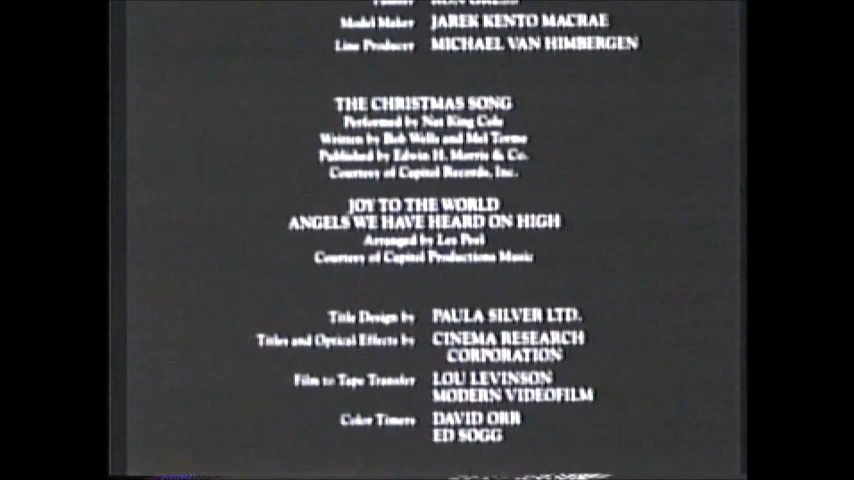 RON GRESS
Model Maker JAREK KENTO MACRAE
Line Producer MICHAEL VAN HIMBERGEN
THE CHRISTMAS SONG
Performed by Nat King Cole
Written by Bob Wells and Mel Torme
Published by Edwin H. Morris & Co.
Courtesy of Capitol Records, Inc.
JOY TO THE WORLD
ANGELS WE HAVE HEARD ON HIGH
Arranged by Lee Peel
Courtesy of Capitol Productions Music
Title Design by PAULA SILVER LTD.
Titles and Optical Effects by CINEMA RESEARCH
CORPORATION
Film to Tape Transfer LOU LEVINSON
MODERN VIDEOFILM
Color Timers DAVID ORR
ED SOGG